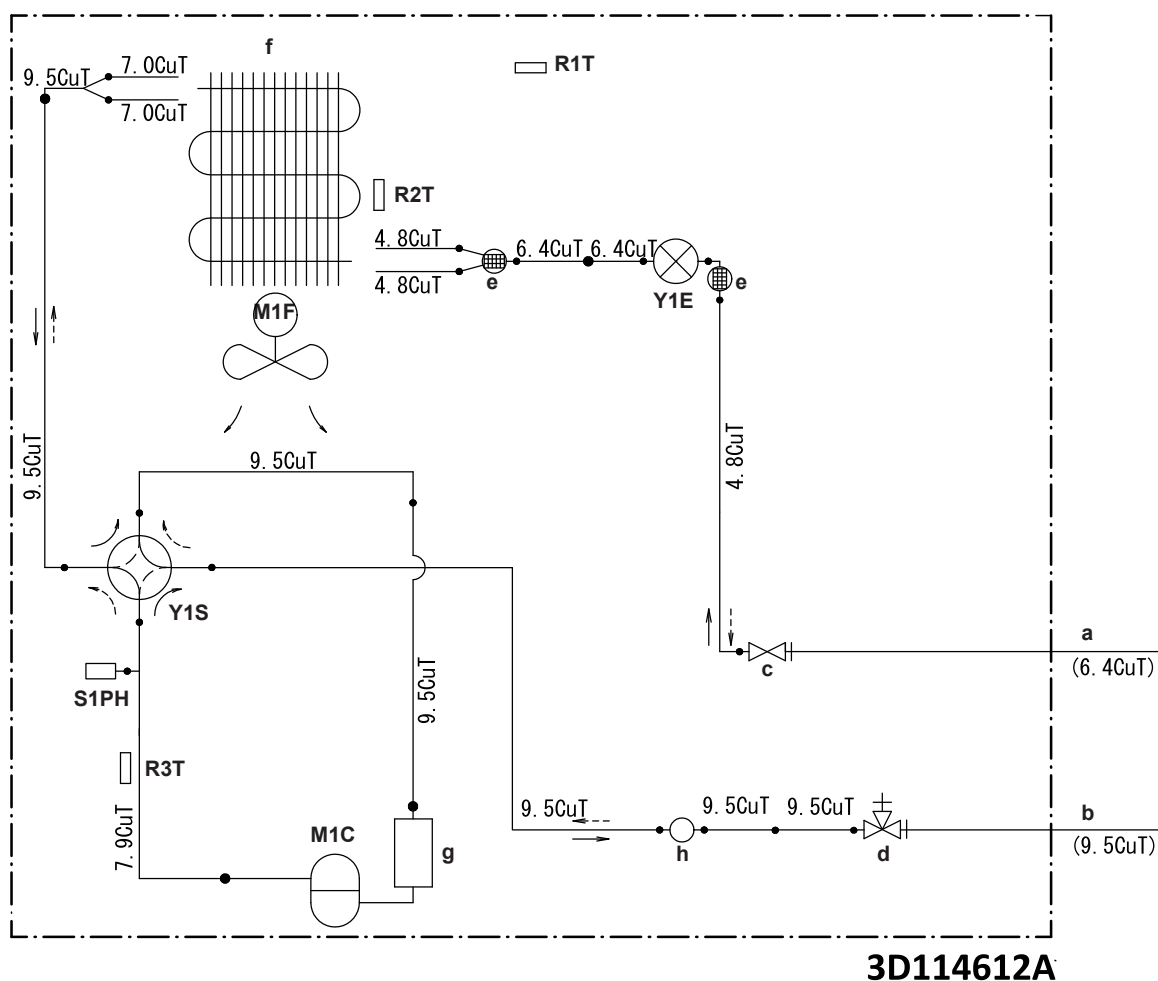 f
R1T
7.0CuT
9.5CuT
7.0CuT
R2T
4.8CuT
6.4CuT 6.4CuT
4.8CuT
e
e
Y1E
M1F
9.5CuT
9.5CuT
4.8CuT
Y1S
a
(6.4CuT)
c
S1PH
9.5CuT
R3T
9.5CuT
9.5CuT
9.5CuT
b
(9.5CuT)
7.9CuT
M1C
g
h
d
3D114612A